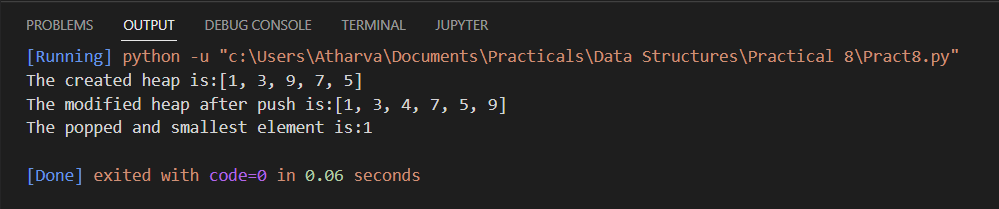 PROBLEMS OUTPUT DEBUG CONSOLE TERMINAL JUPYTER
[Running] python -u "c:\Users\Atharva\Documents\Practicals\Data Structures\Practical 8\Pract8.py"
The created heap is:[1, 3, 9, 7, 5]
The modified heap after push is:[1, 3, 4, 7, 5, 9]
The popped and smallest element is:1
[Done] exited with code=0 in 0.06 seconds